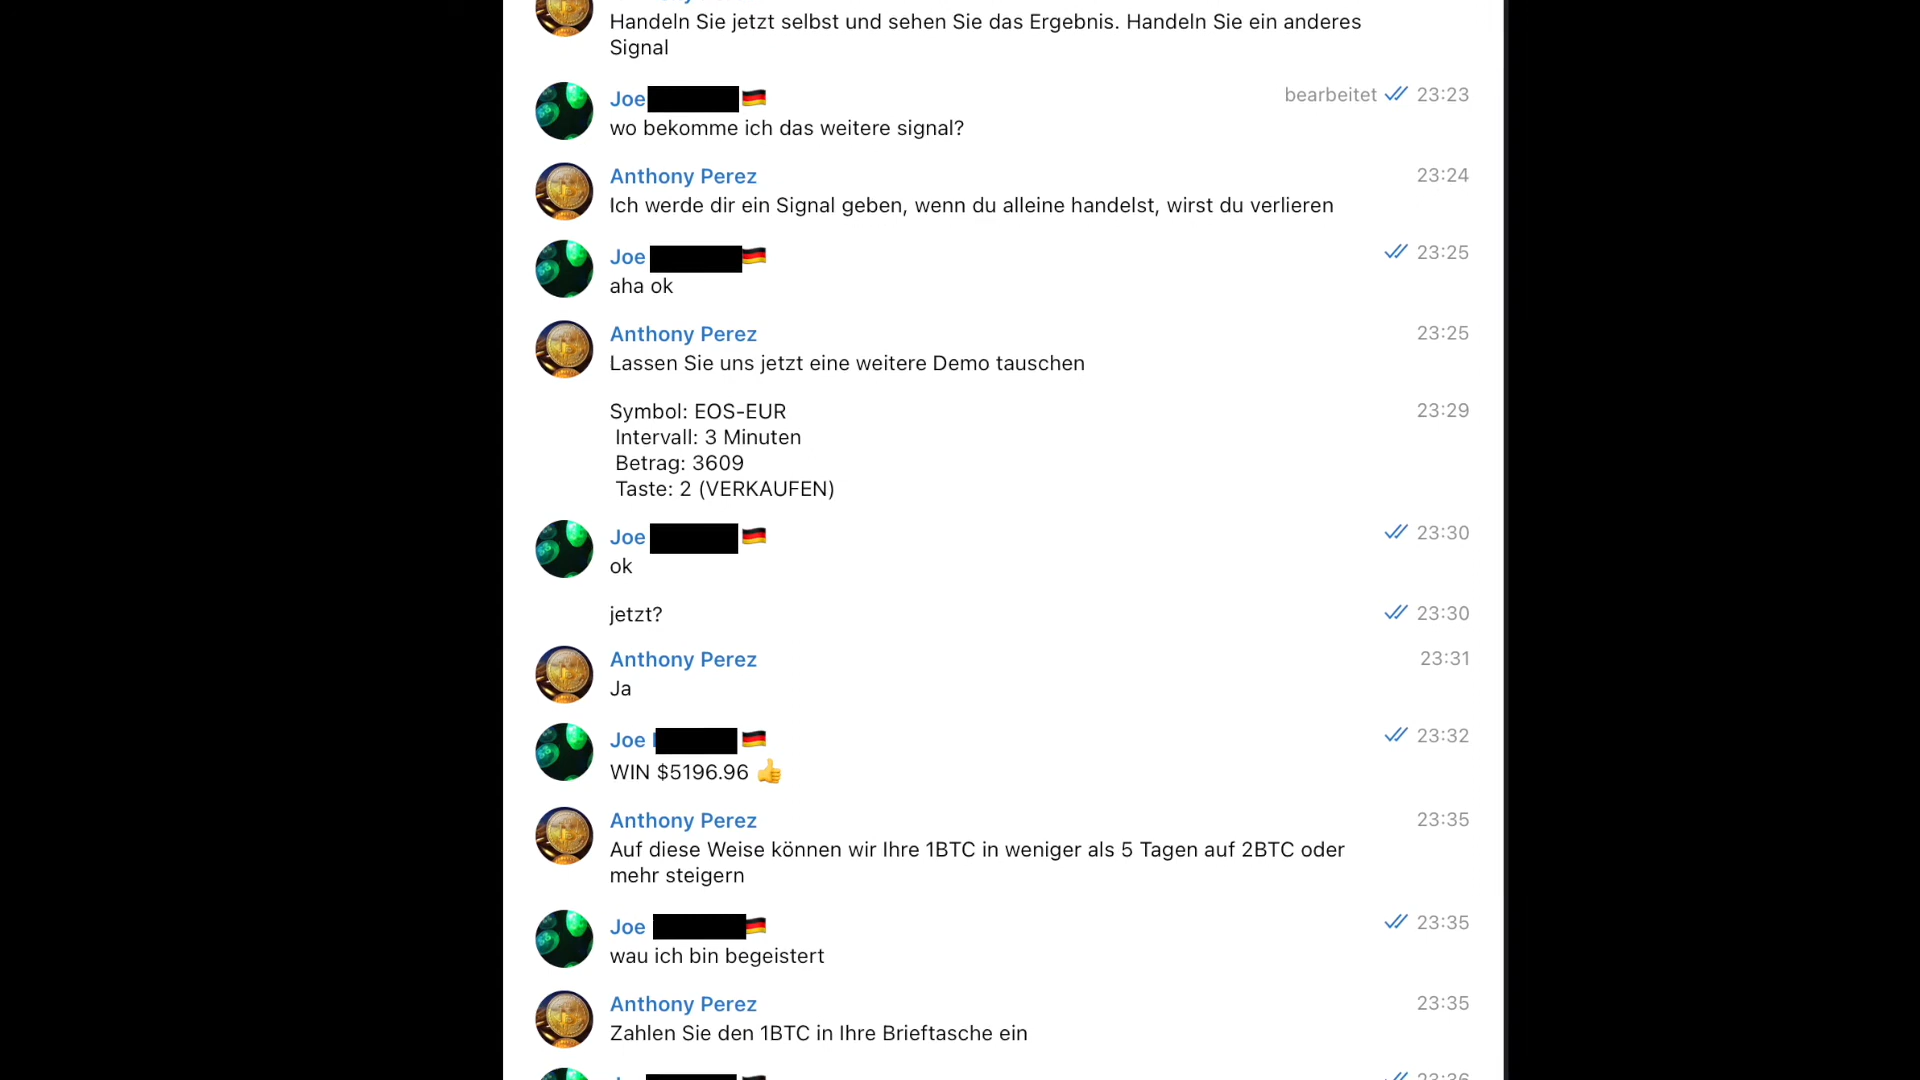 Handeln Sie jetzt selbst und sehen Sie das Ergebnis. Handeln Sie ein anderes
Signal
Joe
bearbeitet 23:23
wo bekomme ich das weitere signal?
Anthony Perez 23:24
Ich werde dir ein Signal geben, wenn du alleine handelst, wirst du verlieren
Joe 23:25
aha ok
Anthony Perez 23:25
Lassen Sie uns jetzt eine weitere Demo tauschen
Symbol: EOS-EUR 23:29
Intervall: 3 Minuten
Betrag: 3609
Taste: 2 (VERKAUFEN)
Joe 23:30
ok
jetzt? 23:30
Anthony Perez 23:31
Ja
Joe 23:32
WIN $5196.96 👍
Anthony Perez 23:35
Auf diese Weise können wir Ihre 1BTC in weniger als 5 Tagen auf 2BTC oder
mehr steigern
Joe 23:35
wau ich bin begeistert
Anthony Perez 23:35
Zahlen Sie den 1BTC in Ihre Brieftasche ein